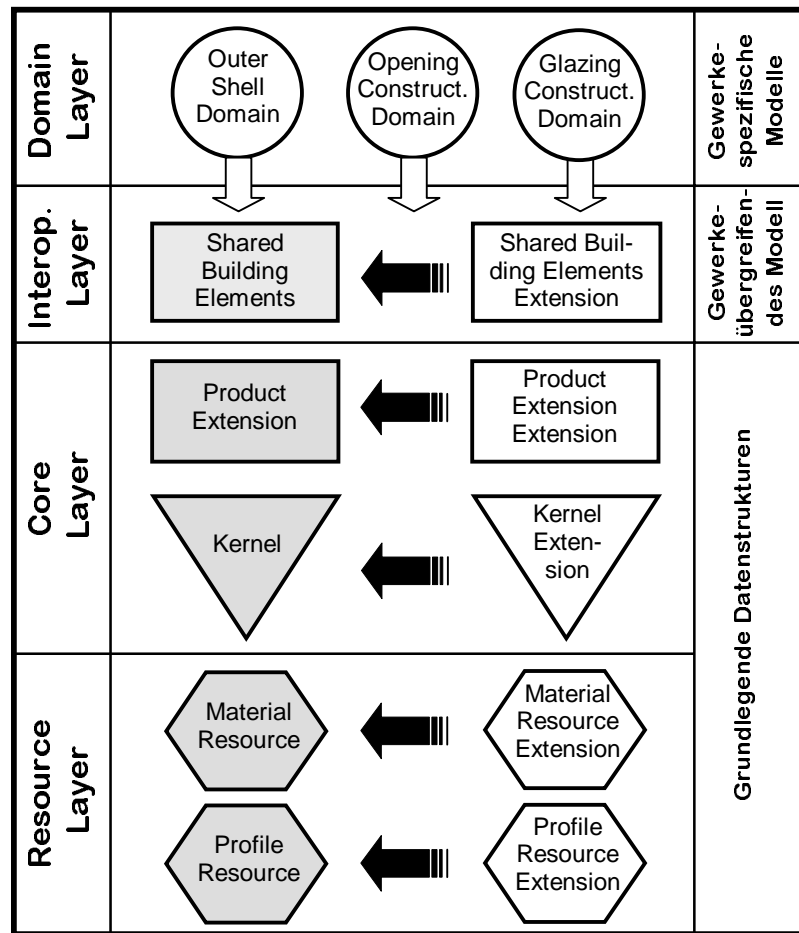 Domain
Layer
Outer
Shell
Domain
Opening
Construct.
Domain
Glazing
Construct.
Domain
Gewerke-
spezifische
Modelle
Interop.
Layer
Shared
Building
Elements
Shared Buil-
ding Elements
Extension
Gewerke-
übergreifen-
des Modell
Core
Layer
Product
Extension
Product
Extension
Extension
Kernel
Kernel
Exten-
sion
Grundlegende Datenstrukturen
Resource
Layer
Material
Resource
Material
Resource
Extension
Profile
Resource
Profile
Resource
Extension